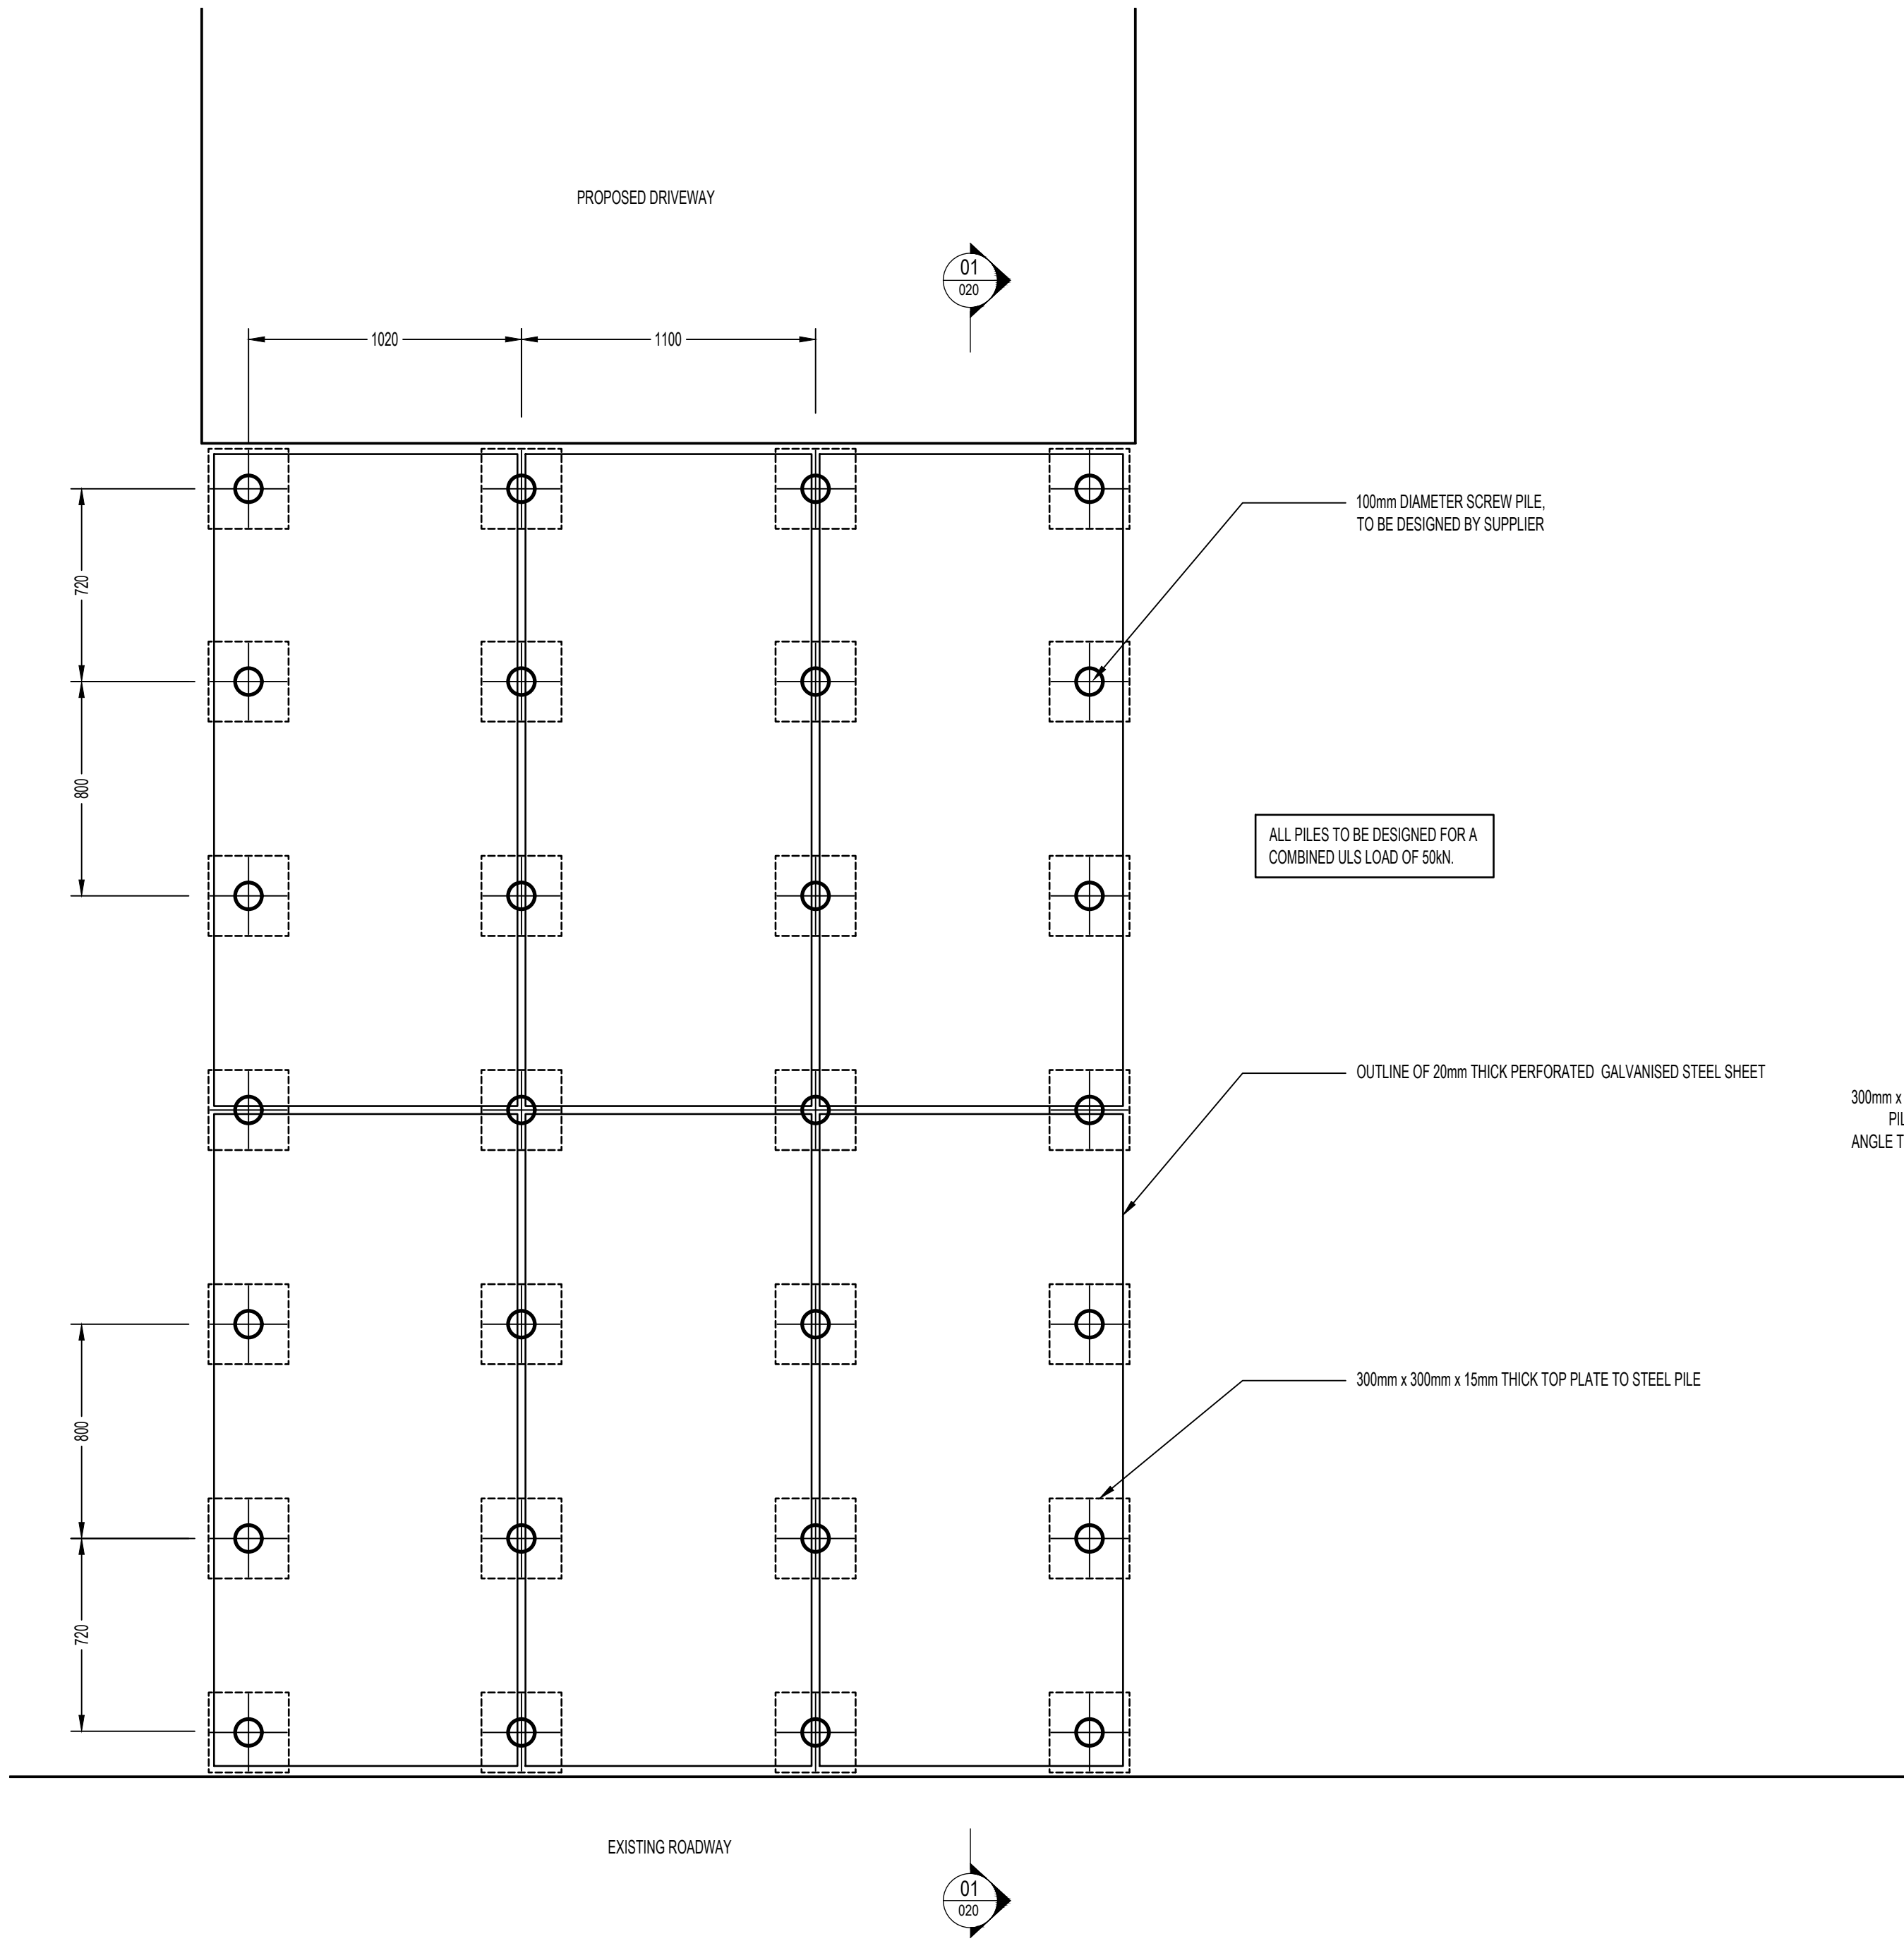 PROPOSED DRIVEWAY
01
020
1020
1100
100mm DIAMETER SCREW PILE,
TO BE DESIGNED BY SUPPLIER
720
800
ALL PILES TO BE DESIGNED FOR A
COMBINED ULS LOAD OF 50kN.
OUTLINE OF 20mm THICK PERFORATED GALVANISED STEEL SHEET
300mm x
PIL
ANGLE T
300mm x 300mm x 15mm THICK TOP PLATE TO STEEL PILE
800
720
EXISTING ROADWAY
01
020